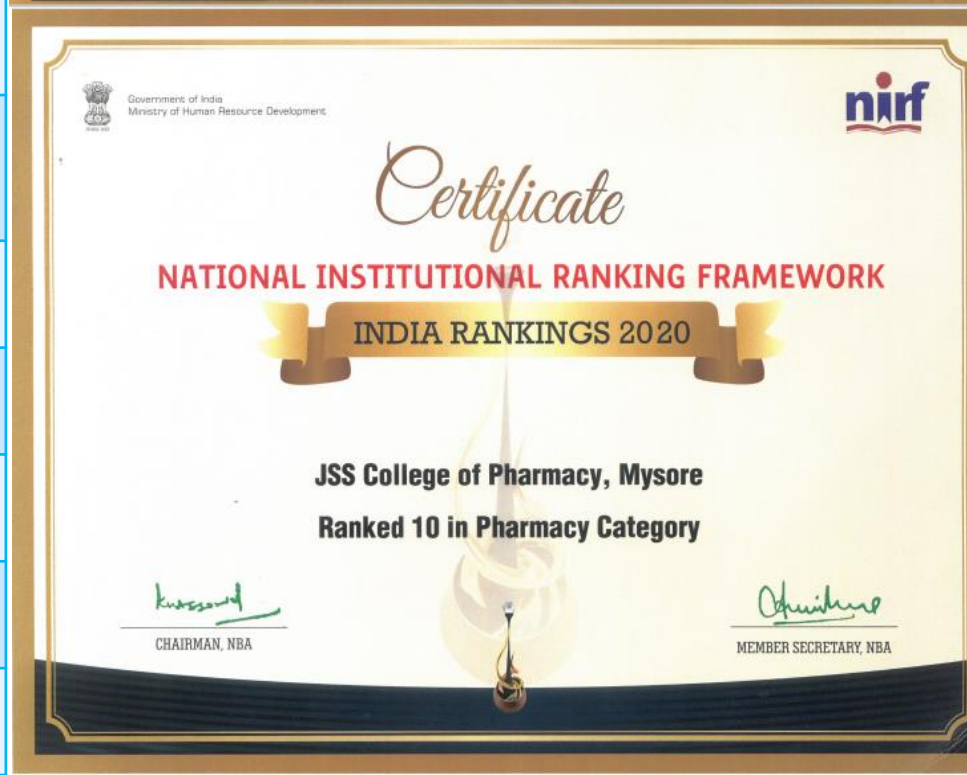 Government of India
Ministry of Human Resource Development
nirf
Certificate
NATIONAL INSTITUTIONAL RANKING FRAMEWORK
INDIA RANKINGS 2020
JSS College of Pharmacy, Mysore
Ranked 10 in Pharmacy Category
CHAIRMAN, NBA
MEMBER SECRETARY, NBA